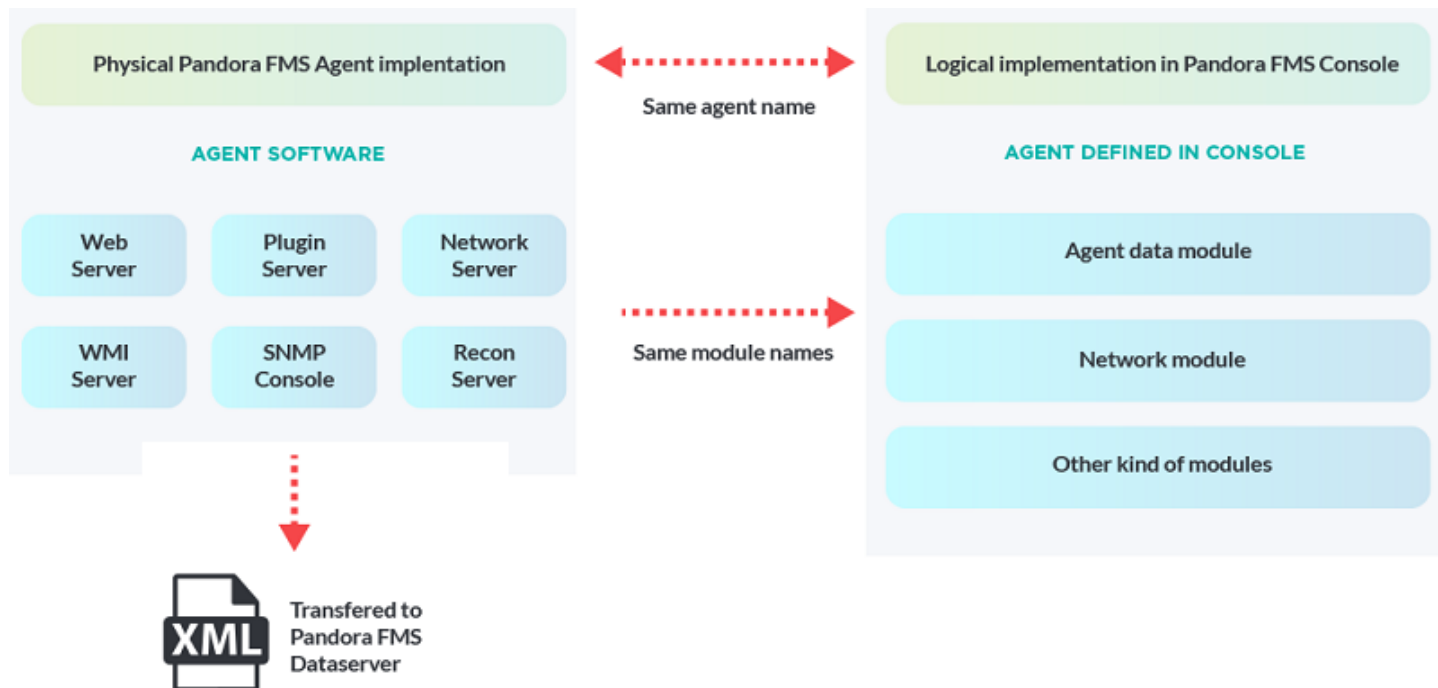 Physical Pandora FMS Agent implentation
Same agent name
Logical implementation in Pandora FMS Console
AGENT SOFTWARE
AGENT DEFINED IN CONSOLE
Web
Server
Plugin
Server
Network
Server
WMI
Server
SNMP
Console
Recon
Server
Same module names
Agent data module
Network module
Other kind of modules
XML
Transfered to
Pandora FMS
Dataserver